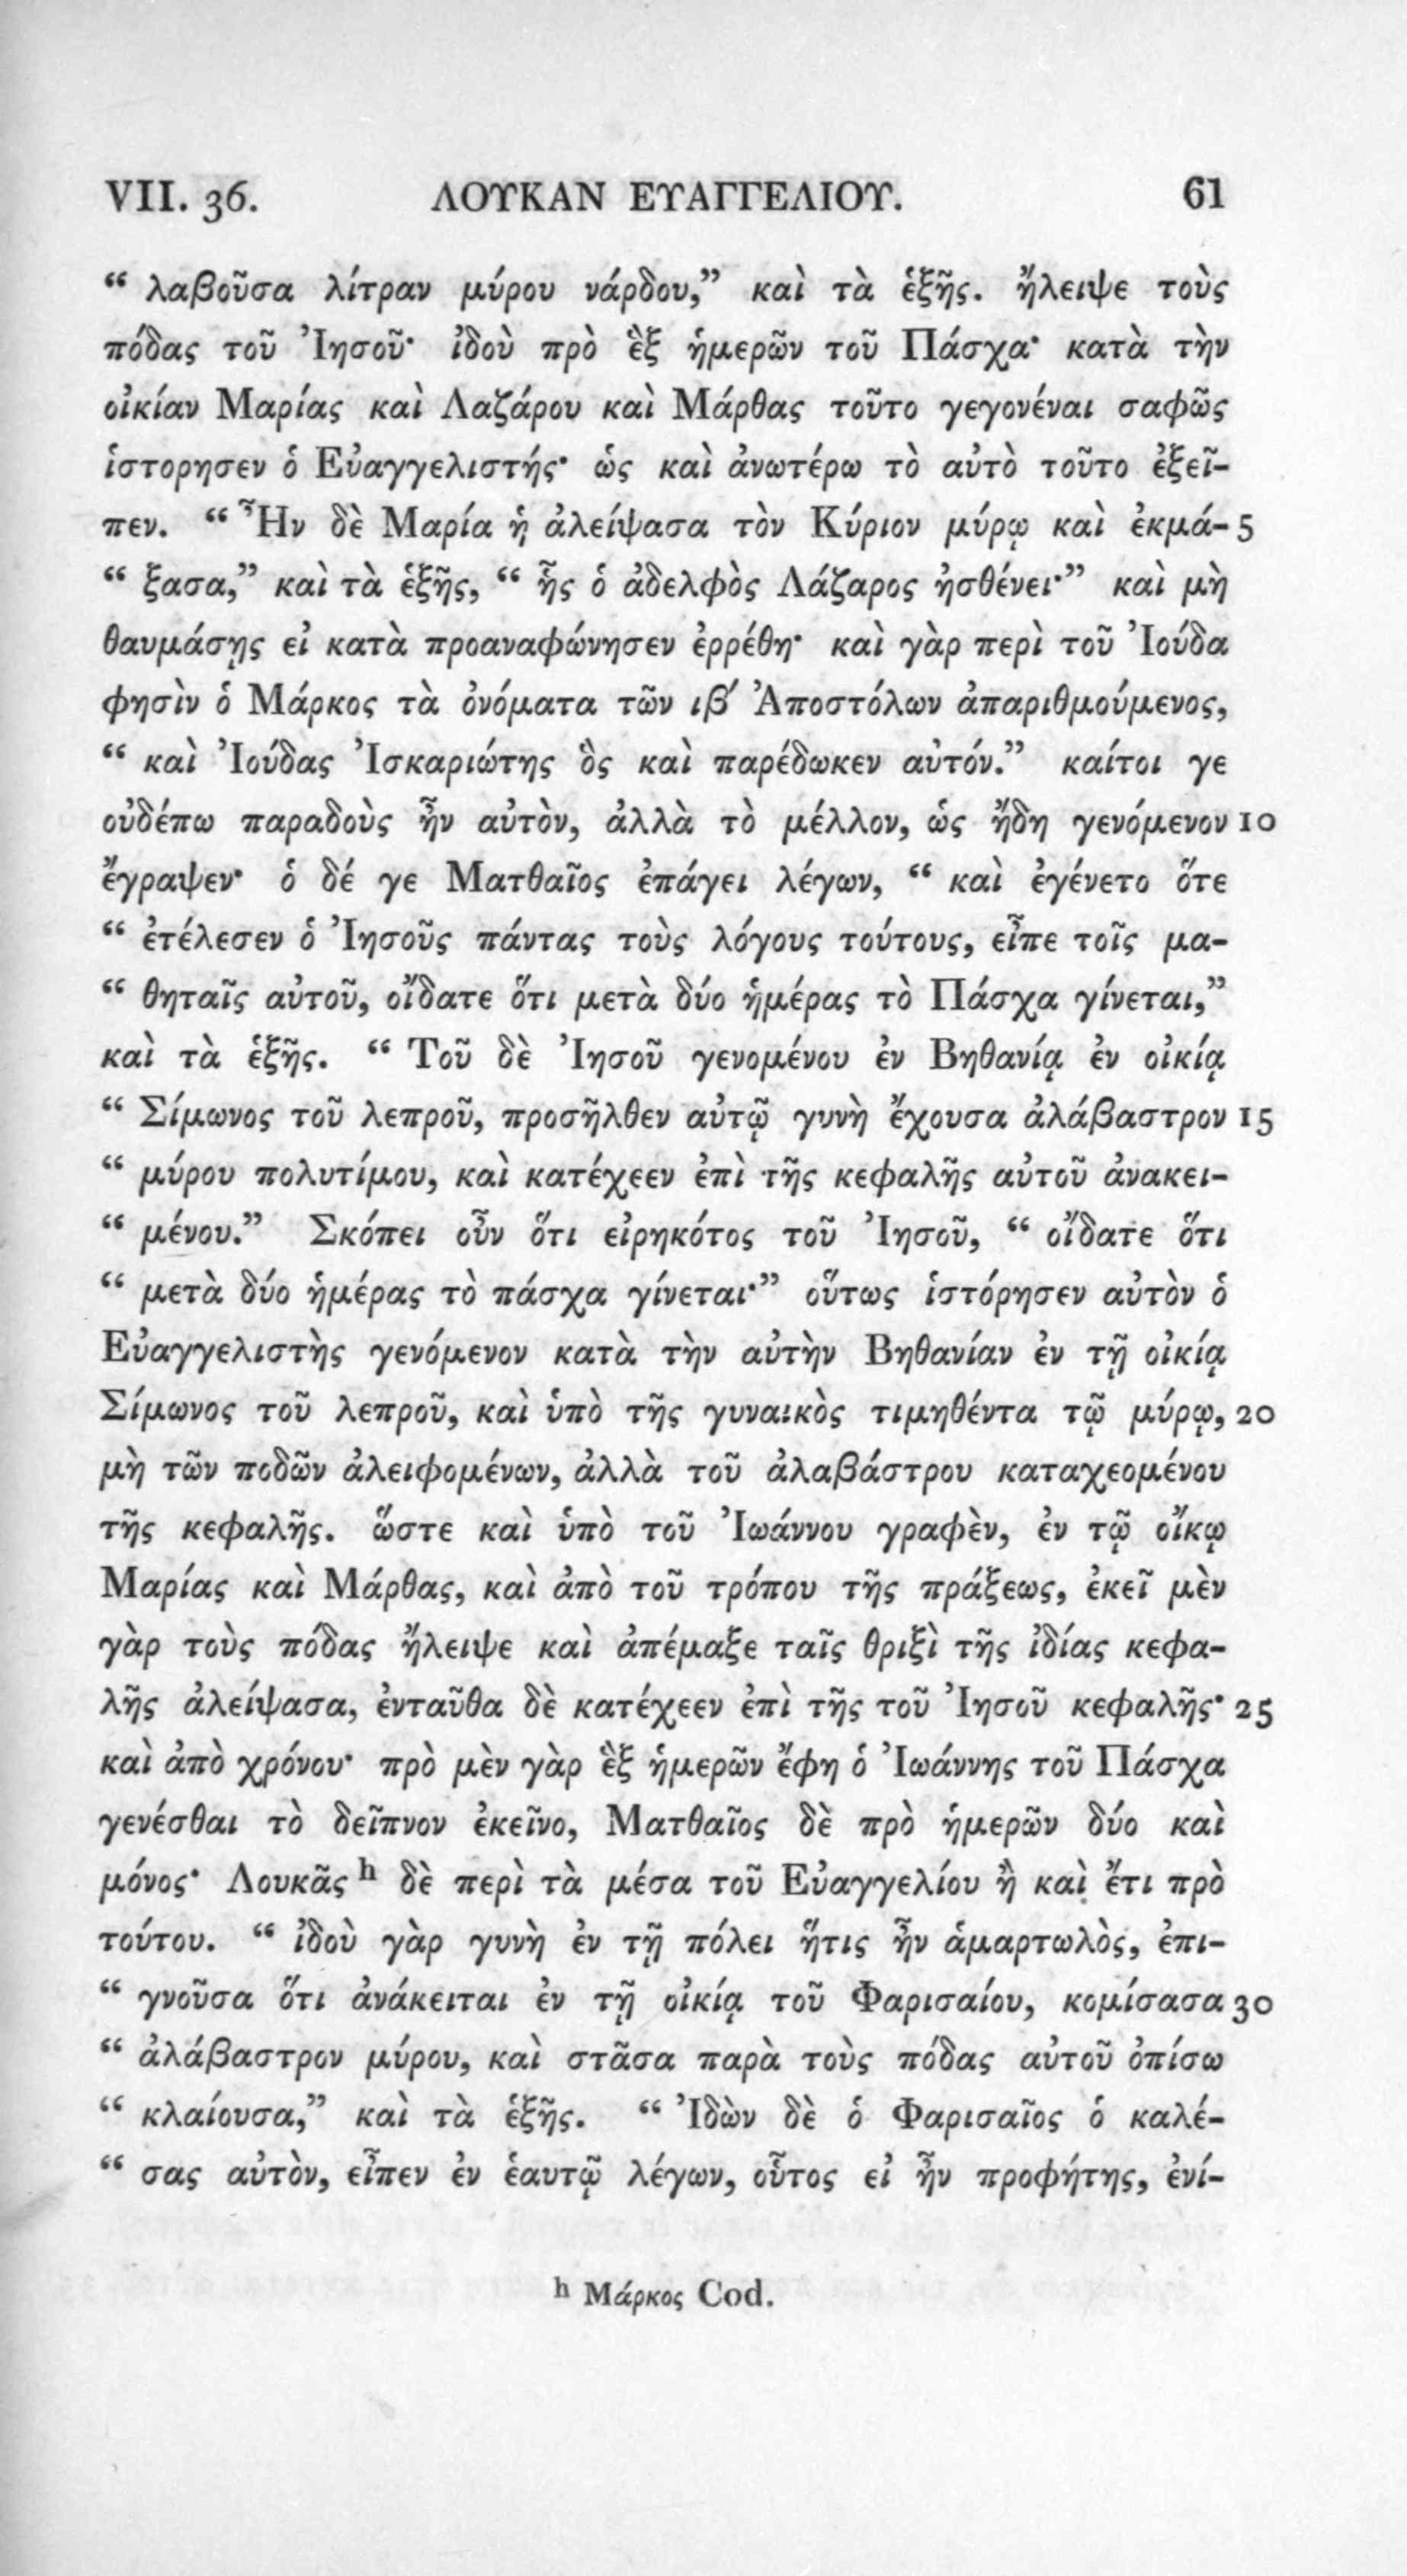 VII. 36. ΛΟΥΚΑΝ ΕΥΑΓΓΕΛΙΟΥ. 61
“ λαβοῦσα λίτραν μύρου νάρδου,” καὶ τὰ ἑξῆς. ἤλειψε τοὺς
πόδας τοῦ Ἰησοῦ· ἰδοὺ πρὸ ἓξ ἡμερῶν τοῦ Πάσχα· κατὰ τὴν
οἰκίαν Μαρίας καὶ Λαζάρου καὶ Μάρθας τοῦτο γεγονέναι σαφῶς
ἱστορησεν ὁ Εὐαγγελιστής· ὡς καὶ ἀνωτέρω τὸ αὐτὸ τοῦτο ἐξεῖ-
πεν. “ Ἦν δὲ Μαρία ἡ ἀλείψασα τὸν Κύριον μύρῳ καὶ ἐκμά- 5
“ ξασα,” καὶ τὰ ἑξῆς, “ ἧς ὁ ἀδελφὸς Λάζαρος ἠσθένει·” καὶ μὴ
θαυμάσῃς εἰ κατὰ προαναφώνησεν ἐρρέθη· καὶ γὰρ περὶ τοῦ Ἰούδα
φησὶν ὁ Μάρκος τὰ ὀνόματα τῶν ιβ′ Ἀποστόλων ἀπαριθμούμενος,
“ καὶ Ἰούδας Ἰσκαριώτης ὃς καὶ παρέδωκεν αὐτόν.” καίτοι γε
οὐδέπω παραδοὺς ἦν αὐτὸν, ἀλλὰ τὸ μέλλον, ὡς ἤδη γενόμενον 10
ἔγραψεν· ὁ δέ γε Ματθαῖος ἐπάγει λέγων, “ καὶ ἐγένετο ὅτε
“ ἐτέλεσεν ὁ Ἰησοῦς πάντας τοὺς λόγους τούτους, εἶπε τοῖς μα-
“ θηταῖς αὐτοῦ, οἴδατε ὅτι μετὰ δύο ἡμέρας τὸ Πάσχα γίνεται,”
καὶ τὰ ἑξῆς. “ Τοῦ δὲ Ἰησοῦ γενομένου ἐν Βηθανίᾳ ἐν οἰκίᾳ
“ Σίμωνος τοῦ λεπροῦ, προσῆλθεν αὐτῷ γυνὴ ἔχουσα ἀλάβαστρον 15
“ μύρου πολυτίμου, καὶ κατέχεεν ἐπὶ τῆς κεφαλῆς αὐτοῦ ἀνακει-
“ μένου.” Σκόπει οὖν ὅτι εἰρηκότος τοῦ Ἰησοῦ, “ οἴδατε ὅτι
“ μετὰ δύο ἡμέρας τὸ πάσχα γίνεται·” οὕτως ἱστόρησεν αὐτὸν ὁ
Εὐαγγελιστὴς γενόμενον κατὰ τὴν αὐτὴν Βηθανίαν ἐν τῇ οἰκίᾳ
Σίμωνος τοῦ λεπροῦ, καὶ ὑπὸ τῆς γυναικὸς τιμηθέντα τῷ μύρῳ, 20
μὴ τῶν ποδῶν ἀλειφομένων, ἀλλὰ τοῦ ἀλαβάστρου καταχεομένου
τῆς κεφαλῆς. ὥστε καὶ ὑπὸ τοῦ Ἰωάννου γραφὲν, ἐν τῷ οἴκῳ
Μαρίας καὶ Μάρθας, καὶ ἀπὸ τοῦ τρόπου τῆς πράξεως, ἐκεῖ μὲν
γὰρ τοὺς πόδας ἤλειψε καὶ ἀπέμαξε ταῖς θριξὶ τῆς ἰδίας κεφα-
λῆς ἀλείψασα, ἐνταῦθα δὲ κατέχεεν ἐπὶ τῆς τοῦ Ἰησοῦ κεφαλῆς· 25
καὶ ἀπὸ χρόνου· πρὸ μὲν γὰρ ἓξ ἡμερῶν ἔφη ὁ Ἰωάννης τοῦ Πάσχα
γενέσθαι τὸ δεῖπνον ἐκεῖνο, Ματθαῖος δὲ πρὸ ἡμερῶν δύο καὶ
μόνος· Λουκᾶς h δὲ περὶ τὰ μέσα τοῦ Εὐαγγελίου ἢ καὶ ἔτι πρὸ
τούτου. “ ἰδοὺ γὰρ γυνὴ ἐν τῇ πόλει ἥτις ἦν ἁμαρτωλὸς, ἐπι-
“ γνοῦσα ὅτι ἀνάκειται ἐν τῇ οἰκίᾳ τοῦ Φαρισαίου, κομίσασα 30
“ ἀλάβαστρον μύρου, καὶ στᾶσα παρὰ τοὺς πόδας αὐτοῦ ὀπίσω
“ κλαίουσα,” καὶ τὰ ἑξῆς. “ Ἰδὼν δὲ ὁ Φαρισαῖος ὁ καλέ-
“ σας αὐτὸν, εἶπεν ἐν ἑαυτῷ λέγων, οὗτος εἰ ἦν προφήτης, ἐνί-
h Μάρκος Cod.